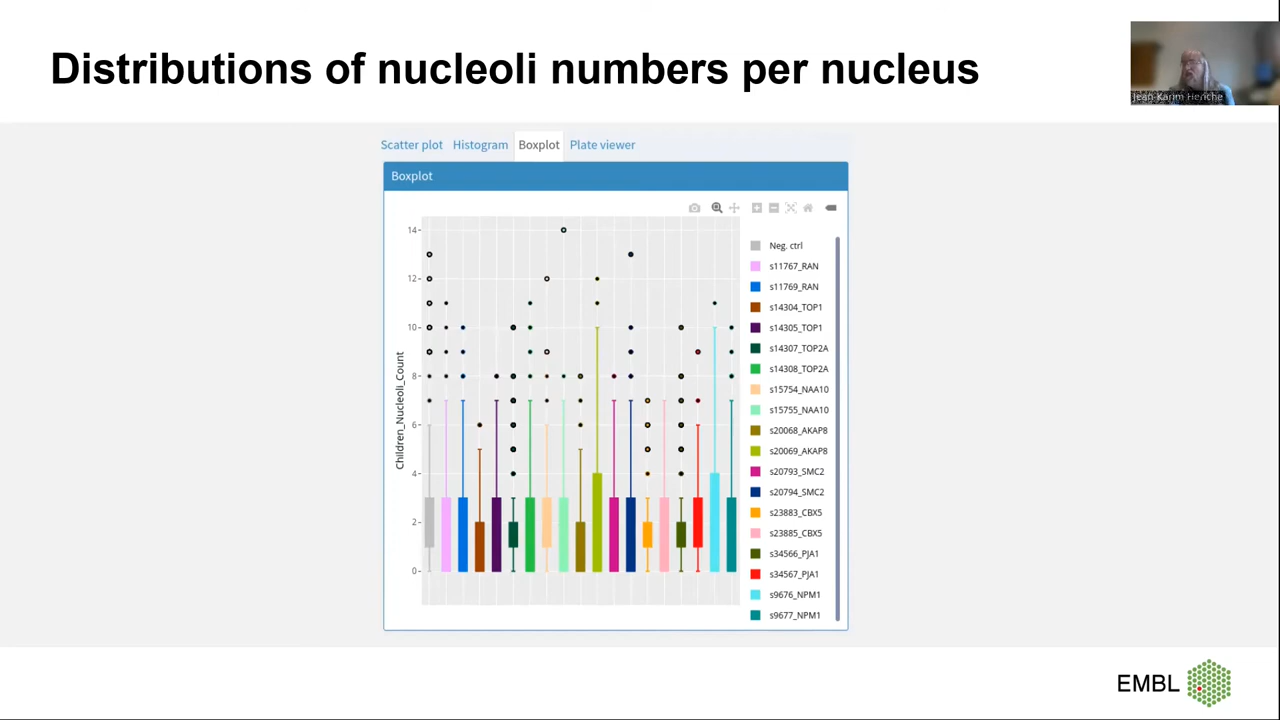 Distributions of nucleoli numbers per nucleus
Jean-Karim Hériché
Scatter plot Histogram Boxplot Plate viewer
Boxplot
Children_Nucleoli_Count
14
12
10
8
6
4
2
0
Neg. ctrl
s11767_RAN
s11769_RAN
s14304_TOP1
s14305_TOP1
s14307_TOP2A
s14308_TOP2A
s15754_NAA10
s15755_NAA10
s20068_AKAP8
s20069_AKAP8
s20793_SMC2
s20794_SMC2
s23883_CBX5
s23885_CBX5
s34566_PJA1
s34567_PJA1
s9676_NPM1
s9677_NPM1
EMBL